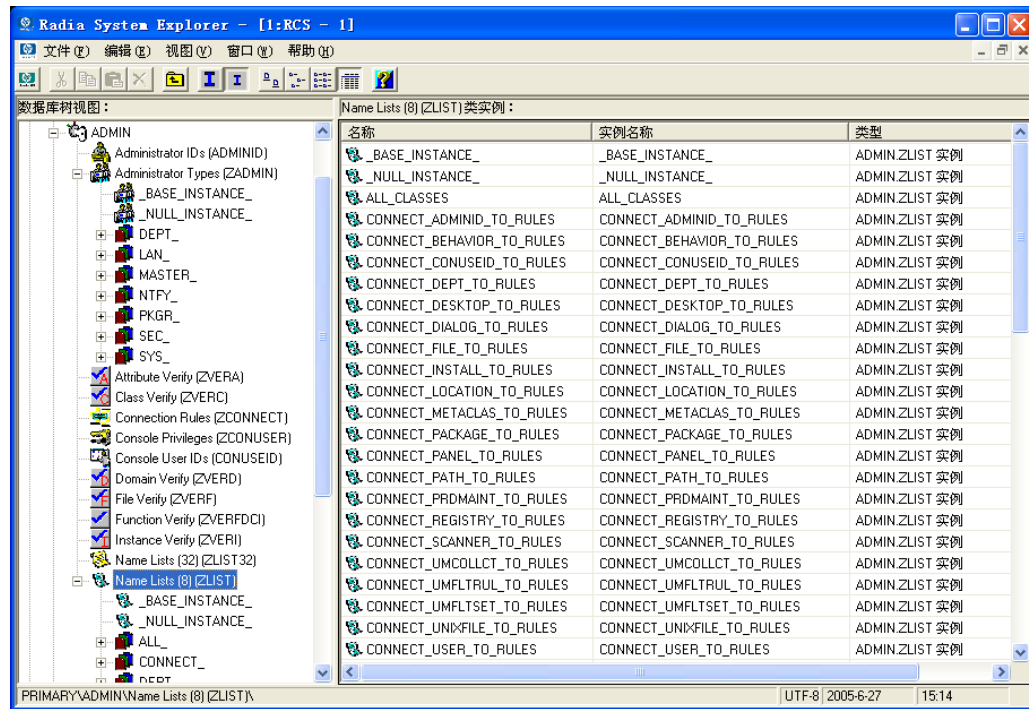 Radia System Explorer - [1:RCS - 1]
文件(F) 编辑(E) 视图(V) 窗口(W) 帮助(H)
数据库树视图：
ADMIN
Administrator IDs (ADMINID)
Administrator Types (ZADMIN)
_BASE_INSTANCE_
_NULL_INSTANCE_
DEPT_
LAN_
MASTER_
NTFY_
PKGR_
SEC_
SYS_
Attribute Verify (ZVERA)
Class Verify (ZVERC)
Connection Rules (ZCONNECT)
Console Privileges (ZCONUSER)
Console User IDs (CONUSEID)
Domain Verify (ZVERD)
File Verify (ZVERF)
Function Verify (ZVERFDCI)
Instance Verify (ZVERI)
Name Lists (32) (ZLIST32)
Name Lists (8) (ZLIST)
_BASE_INSTANCE_
_NULL_INSTANCE_
ALL_
CONNECT_
DEPT_
Name Lists (8) (ZLIST) 类实例：
名称 实例名称 类型
_BASE_INSTANCE_ _BASE_INSTANCE_ ADMIN.ZLIST 实例
_NULL_INSTANCE_ _NULL_INSTANCE_ ADMIN.ZLIST 实例
ALL_CLASSES ALL_CLASSES ADMIN.ZLIST 实例
CONNECT_ADMINID_TO_RULES CONNECT_ADMINID_TO_RULES ADMIN.ZLIST 实例
CONNECT_BEHAVIOR_TO_RULES CONNECT_BEHAVIOR_TO_RULES ADMIN.ZLIST 实例
CONNECT_CONUSEID_TO_RULES CONNECT_CONUSEID_TO_RULES ADMIN.ZLIST 实例
CONNECT_DEPT_TO_RULES CONNECT_DEPT_TO_RULES ADMIN.ZLIST 实例
CONNECT_DESKTOP_TO_RULES CONNECT_DESKTOP_TO_RULES ADMIN.ZLIST 实例
CONNECT_DIALOG_TO_RULES CONNECT_DIALOG_TO_RULES ADMIN.ZLIST 实例
CONNECT_FILE_TO_RULES CONNECT_FILE_TO_RULES ADMIN.ZLIST 实例
CONNECT_INSTALL_TO_RULES CONNECT_INSTALL_TO_RULES ADMIN.ZLIST 实例
CONNECT_LOCATION_TO_RULES CONNECT_LOCATION_TO_RULES ADMIN.ZLIST 实例
CONNECT_METACLAS_TO_RULES CONNECT_METACLAS_TO_RULES ADMIN.ZLIST 实例
CONNECT_PACKAGE_TO_RULES CONNECT_PACKAGE_TO_RULES ADMIN.ZLIST 实例
CONNECT_PANEL_TO_RULES CONNECT_PANEL_TO_RULES ADMIN.ZLIST 实例
CONNECT_PATH_TO_RULES CONNECT_PATH_TO_RULES ADMIN.ZLIST 实例
CONNECT_PRDMAINT_TO_RULES CONNECT_PRDMAINT_TO_RULES ADMIN.ZLIST 实例
CONNECT_REGISTRY_TO_RULES CONNECT_REGISTRY_TO_RULES ADMIN.ZLIST 实例
CONNECT_SCANNER_TO_RULES CONNECT_SCANNER_TO_RULES ADMIN.ZLIST 实例
CONNECT_UMCOLLCT_TO_RULES CONNECT_UMCOLLCT_TO_RULES ADMIN.ZLIST 实例
CONNECT_UMFLTRUL_TO_RULES CONNECT_UMFLTRUL_TO_RULES ADMIN.ZLIST 实例
CONNECT_UMFLTSET_TO_RULES CONNECT_UMFLTSET_TO_RULES ADMIN.ZLIST 实例
CONNECT_UNIXFILE_TO_RULES CONNECT_UNIXFILE_TO_RULES ADMIN.ZLIST 实例
CONNECT_USER_TO_RULES CONNECT_USER_TO_RULES ADMIN.ZLIST 实例
PRIMARY\ADMIN\Name Lists (8) (ZLIST)\ UTF-8 2005-6-27 15:14